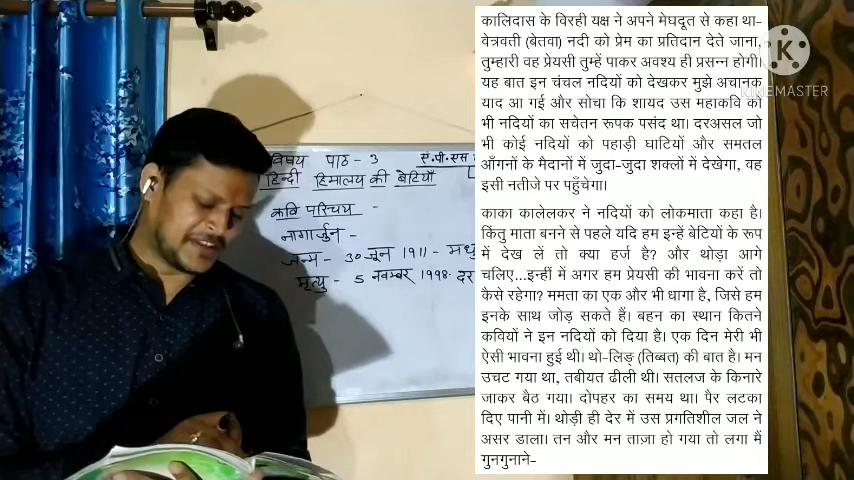 विषय पाठ - 3
हिन्दी हिमालय की बेटियाँ
कवि परिचय -
नागार्जुन -
जन्म - 30 जून 1911 - मधु
मृत्यु - 5 नवम्बर 1998- दर
कालिदास के विरही यक्ष ने अपने मेघदूत से कहा था-
वेत्रवती (बेतवा) नदी को प्रेम का प्रतिदान देते जाना,
तुम्हारी वह प्रेयसी तुम्हें पाकर अवश्य ही प्रसन्न होगी।
यह बात इन चंचल नदियों को देखकर मुझे अचानक
याद आ गई और सोचा कि शायद उस महाकवि को
भी नदियों का सचेतन रूपक पसंद था। दरअसल जो
भी कोई नदियों को पहाड़ी घाटियों और समतल
आँगनों के मैदानों में जुदा-जुदा शक्लों में देखेगा, वह
इसी नतीजे पर पहुँचेगा।
काका कालेलकर ने नदियों को लोकमाता कहा है।
किंतु माता बनने से पहले यदि हम इन्हें बेटियों के रूप
में देख लें तो क्या हर्ज है? और थोड़ा आगे
चलिए...इन्हीं में अगर हम प्रेयसी की भावना करें तो
कैसे रहेगा? ममता का एक और भी धागा है, जिसे हम
इनके साथ जोड़ सकते हैं। बहन का स्थान कितने
कवियों ने इन नदियों को दिया है। एक दिन मेरी भी
ऐसी भावना हुई थी। थो-लिङ् (तिब्बत) की बात है। मन
उचट गया था, तबीयत ढीली थी। सतलज के किनारे
जाकर बैठ गया। दोपहर का समय था। पैर लटका
दिए पानी में। थोड़ी ही देर में उस प्रगतिशील जल ने
असर डाला। तन और मन ताज़ा हो गया तो लगा मैं
गुनगुनाने-
KINEMASTER